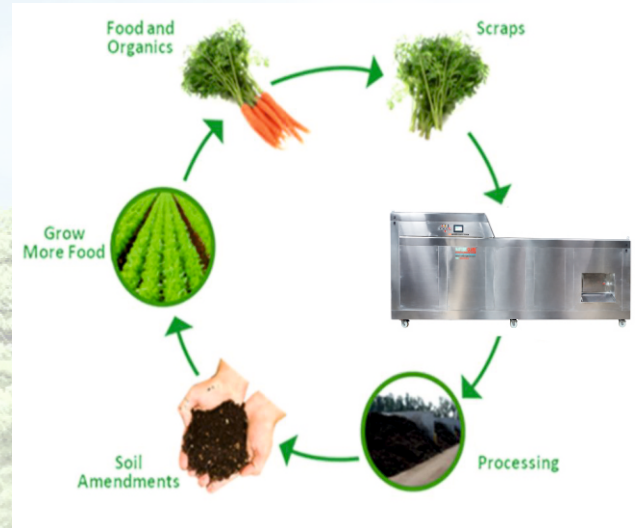 Food and
Organics
Scraps
Grow
More Food
Processing
Soil
Amendments